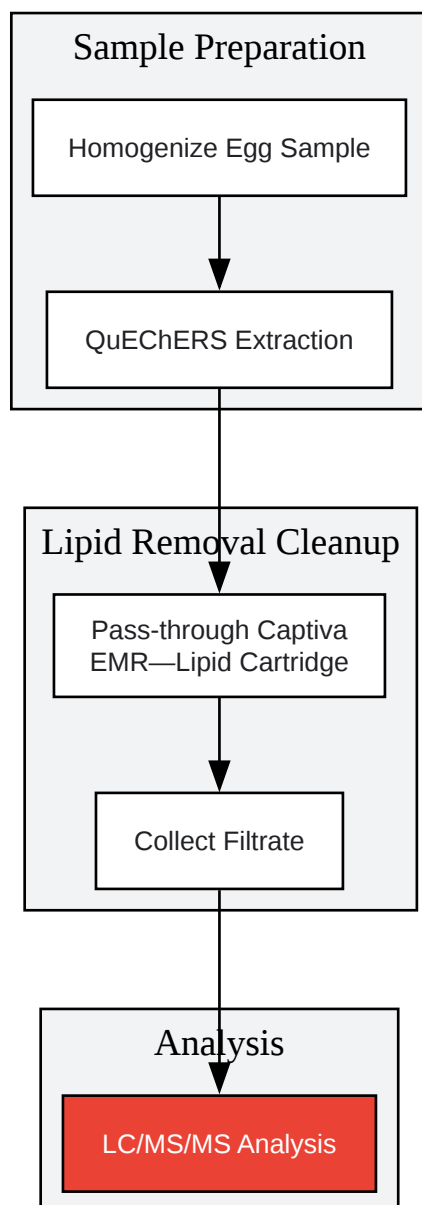 Sample Preparation
Homogenize Egg Sample
QuEChERS Extraction
Lipid Removal Cleanup
Pass-through Captiva
EMR—Lipid Cartridge
Collect Filtrate
Analysis
LC/MS/MS Analysis